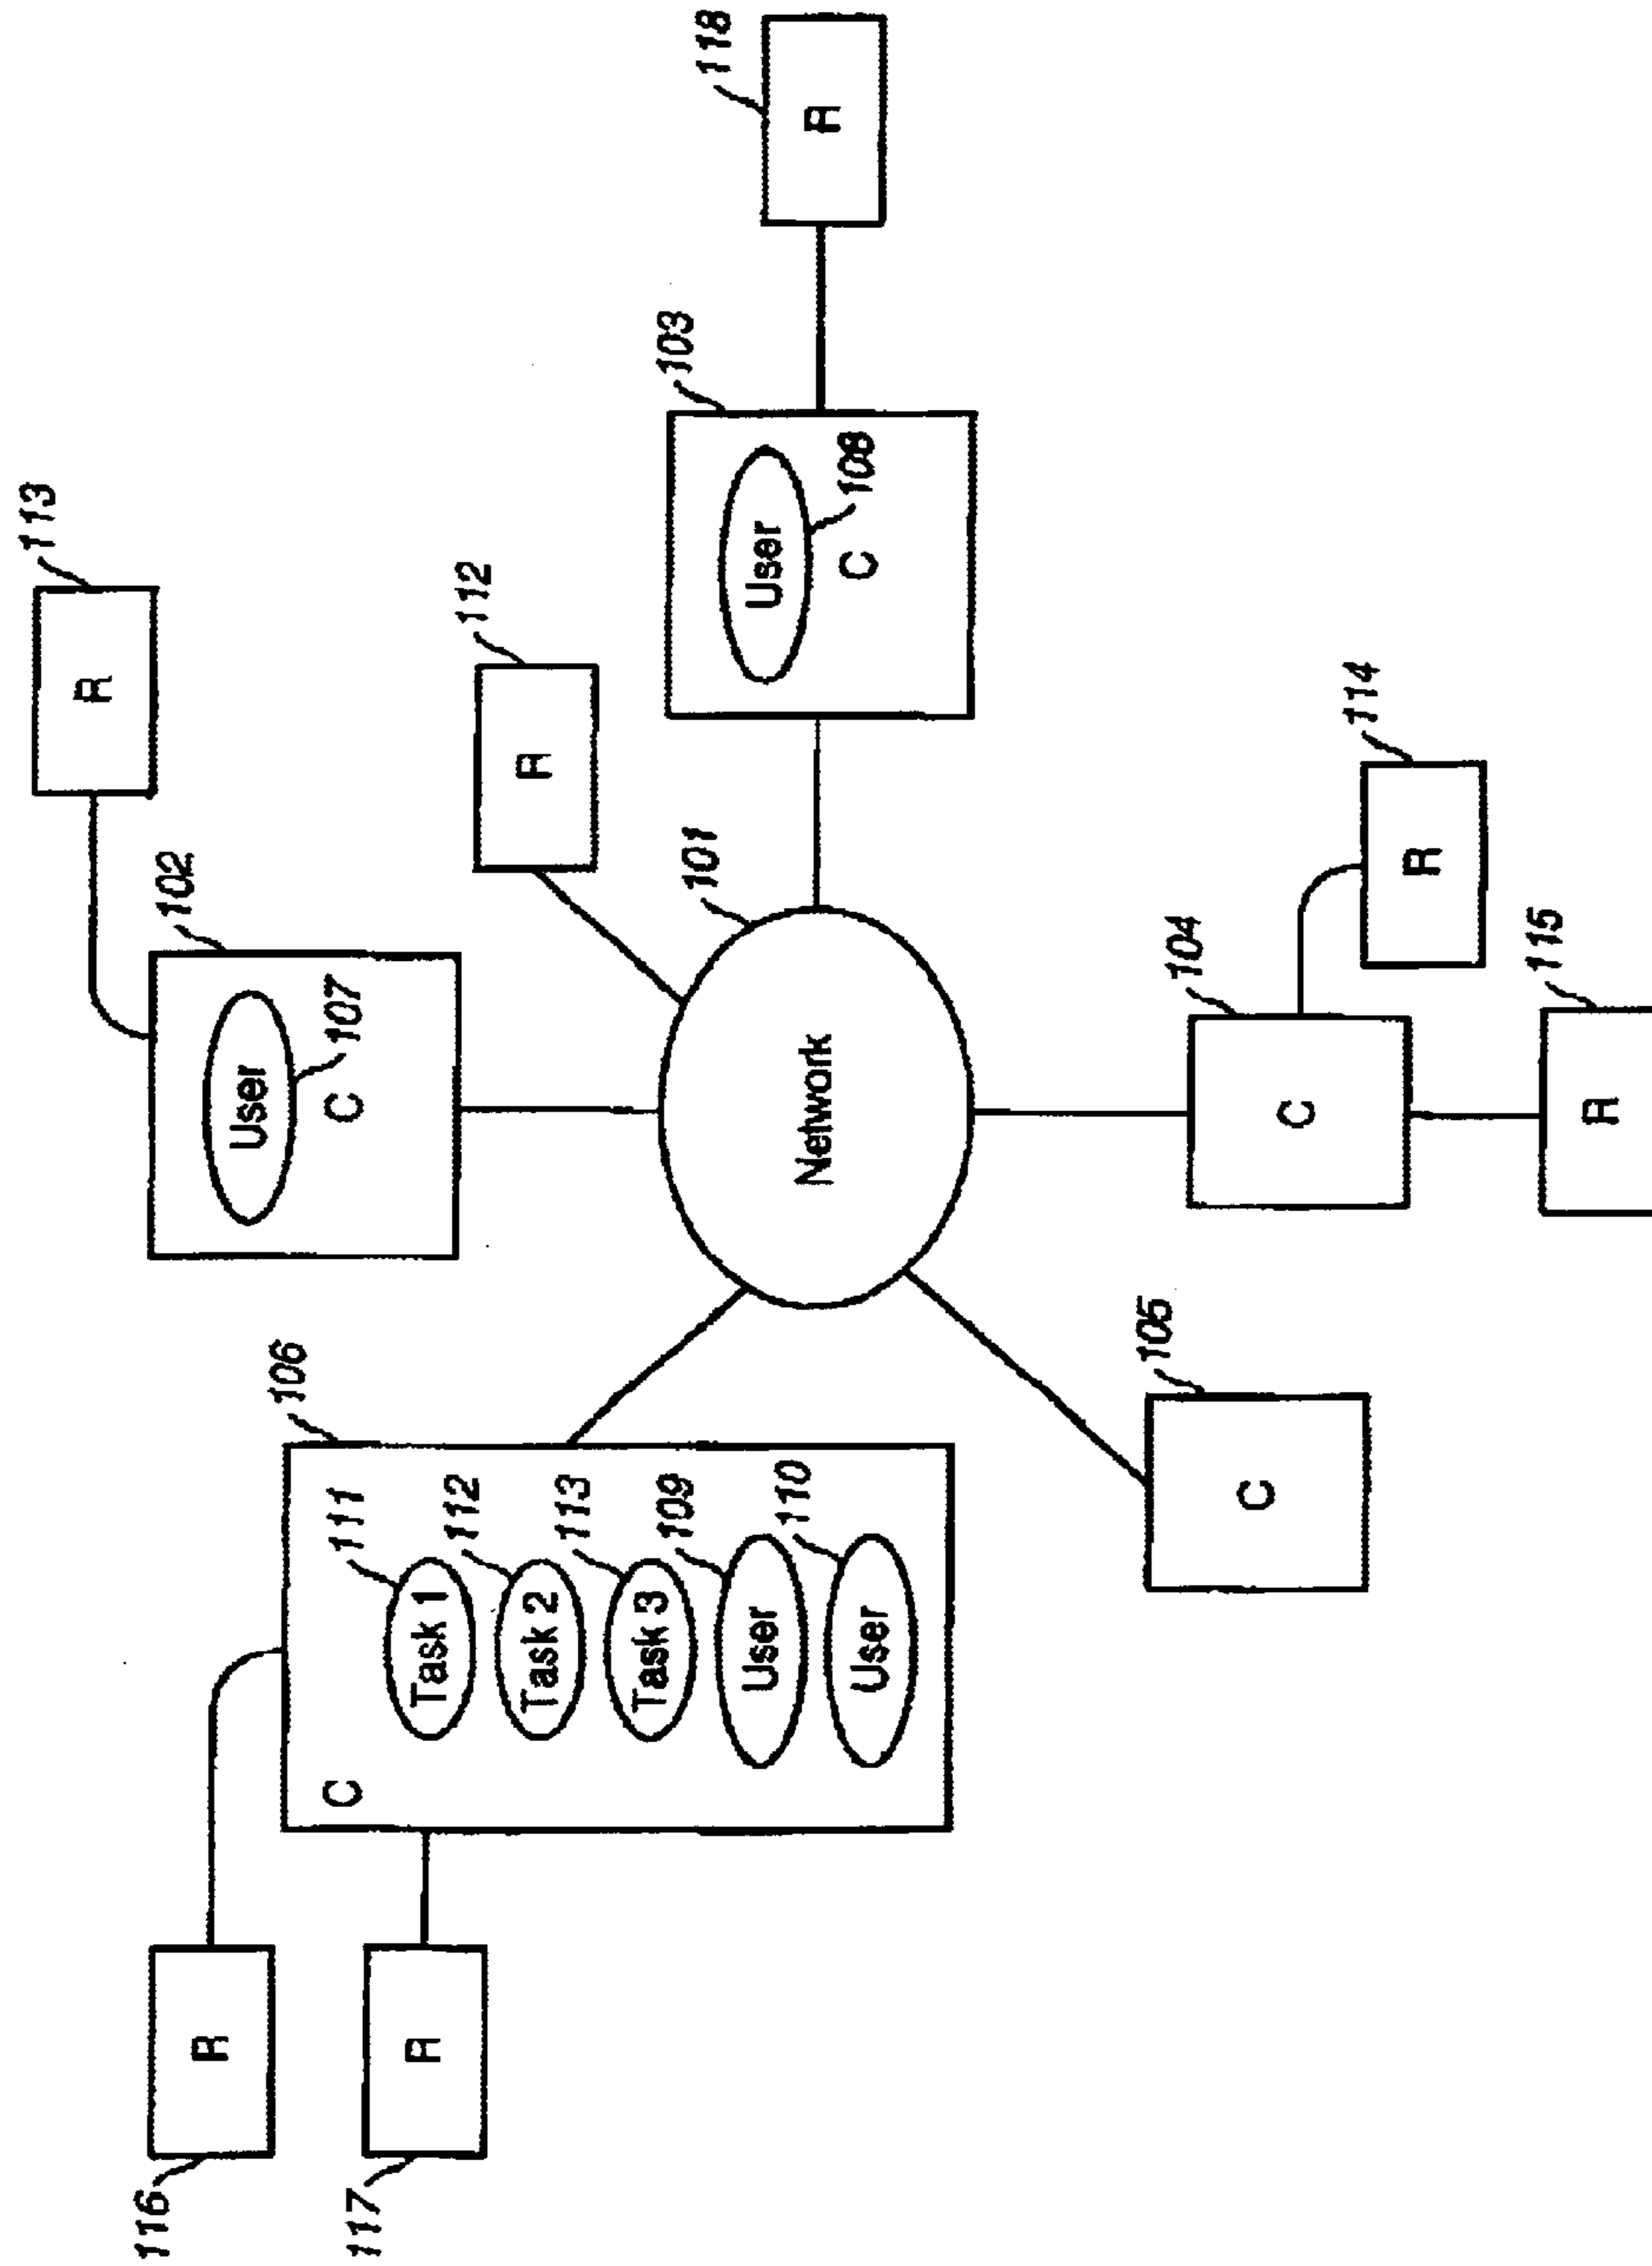 113
R
116
102
R
User
106
C
111
C
107
117
R
Task 1
112
112
Task 2
R
113
Task 3
109
103
101
118
User
User
110
Network
R
108
User
C
105
104
C
C
114
R
115
R